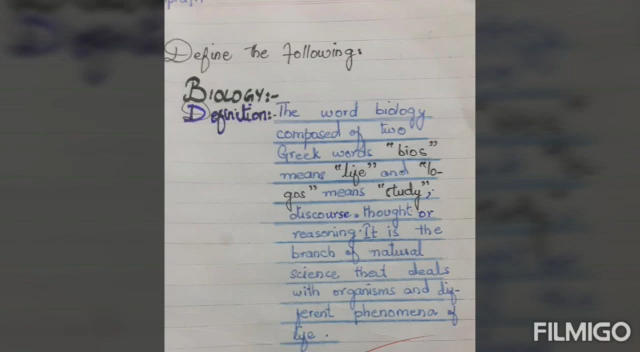 Define the Following:
BIOLOGY:-
Definition:- The word biology
composed of two
Greek words "bios"
means "life" and "lo-
gos" means "study",
discourse, thought or
reasoning. It is the
branch of natural
science that deals
with organisms and dif-
ferent phenomena of
life.
FILMIGO